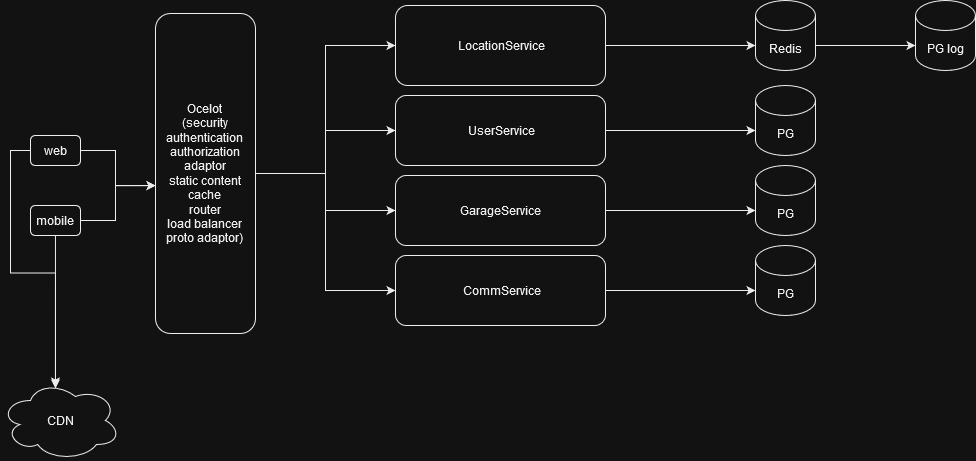 LocationService
Redis
PG log
Ocelot
(security
authentication
authorization
adaptor
static content
cache
router
load balancer
proto adaptor)
UserService
PG
web
GarageService
PG
mobile
CommService
PG
CDN